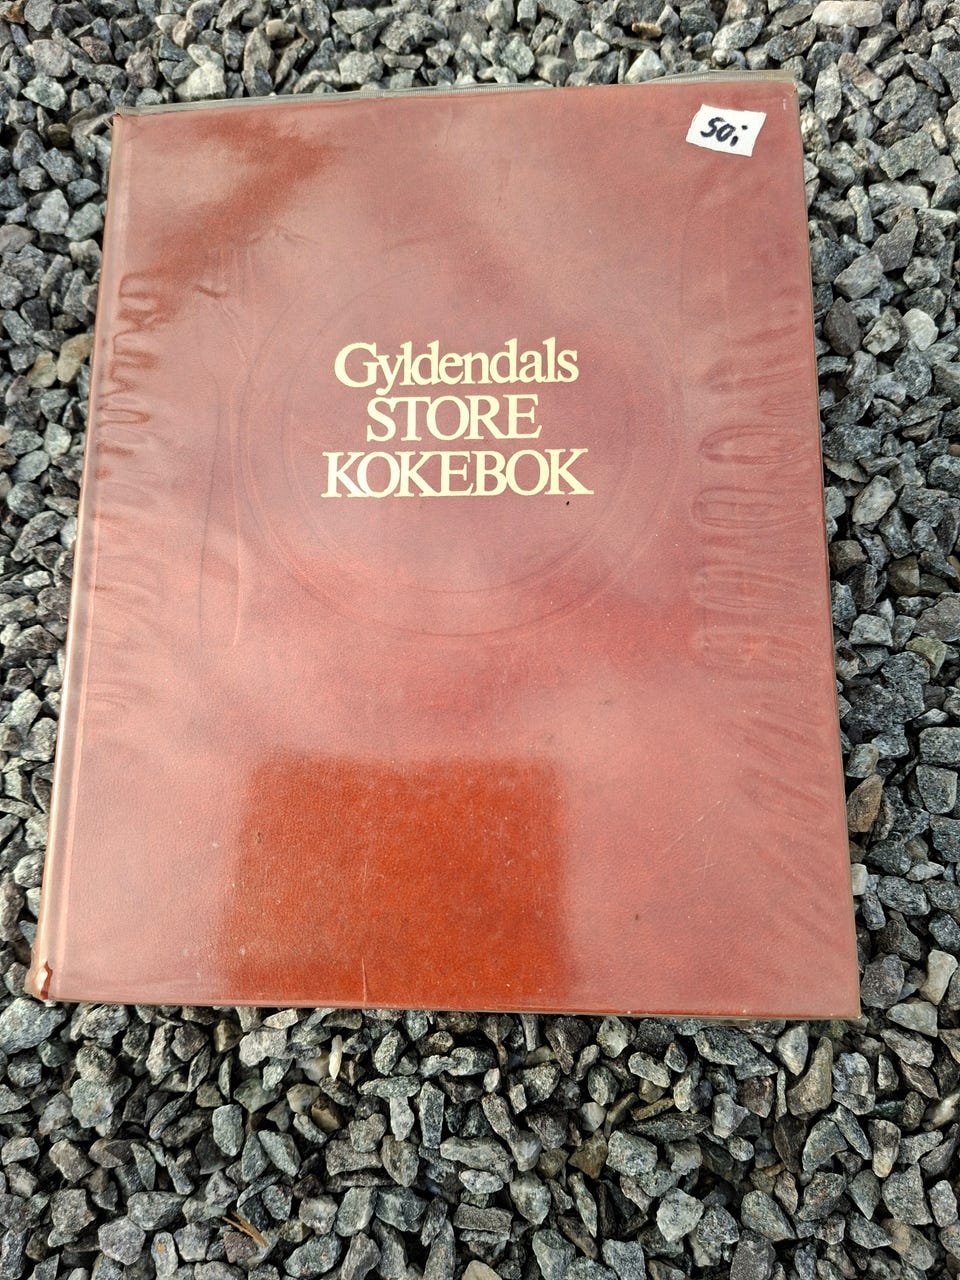 50;
Gyldendals
STORE
KOKEBOK